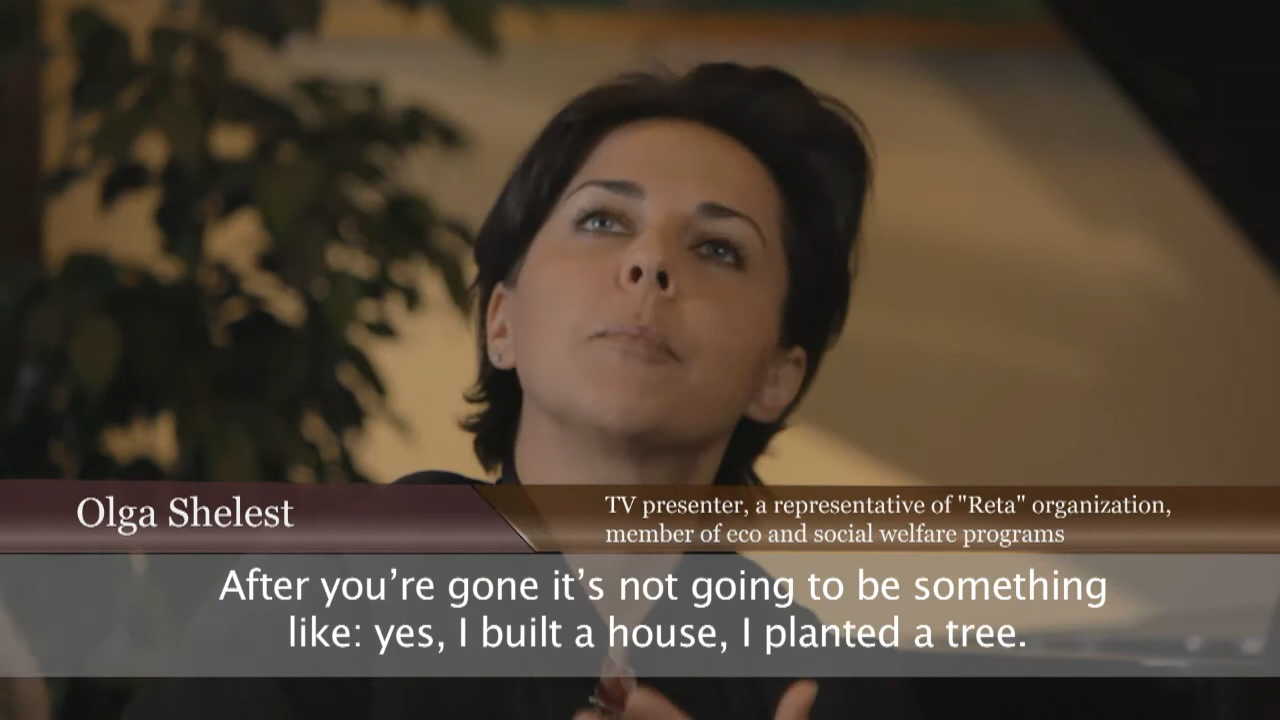 Olga Shelest
TV presenter, a representative of "Reta" organization,
member of eco and social welfare programs
After you’re gone it’s not going to be something
like: yes, I built a house, I planted a tree.